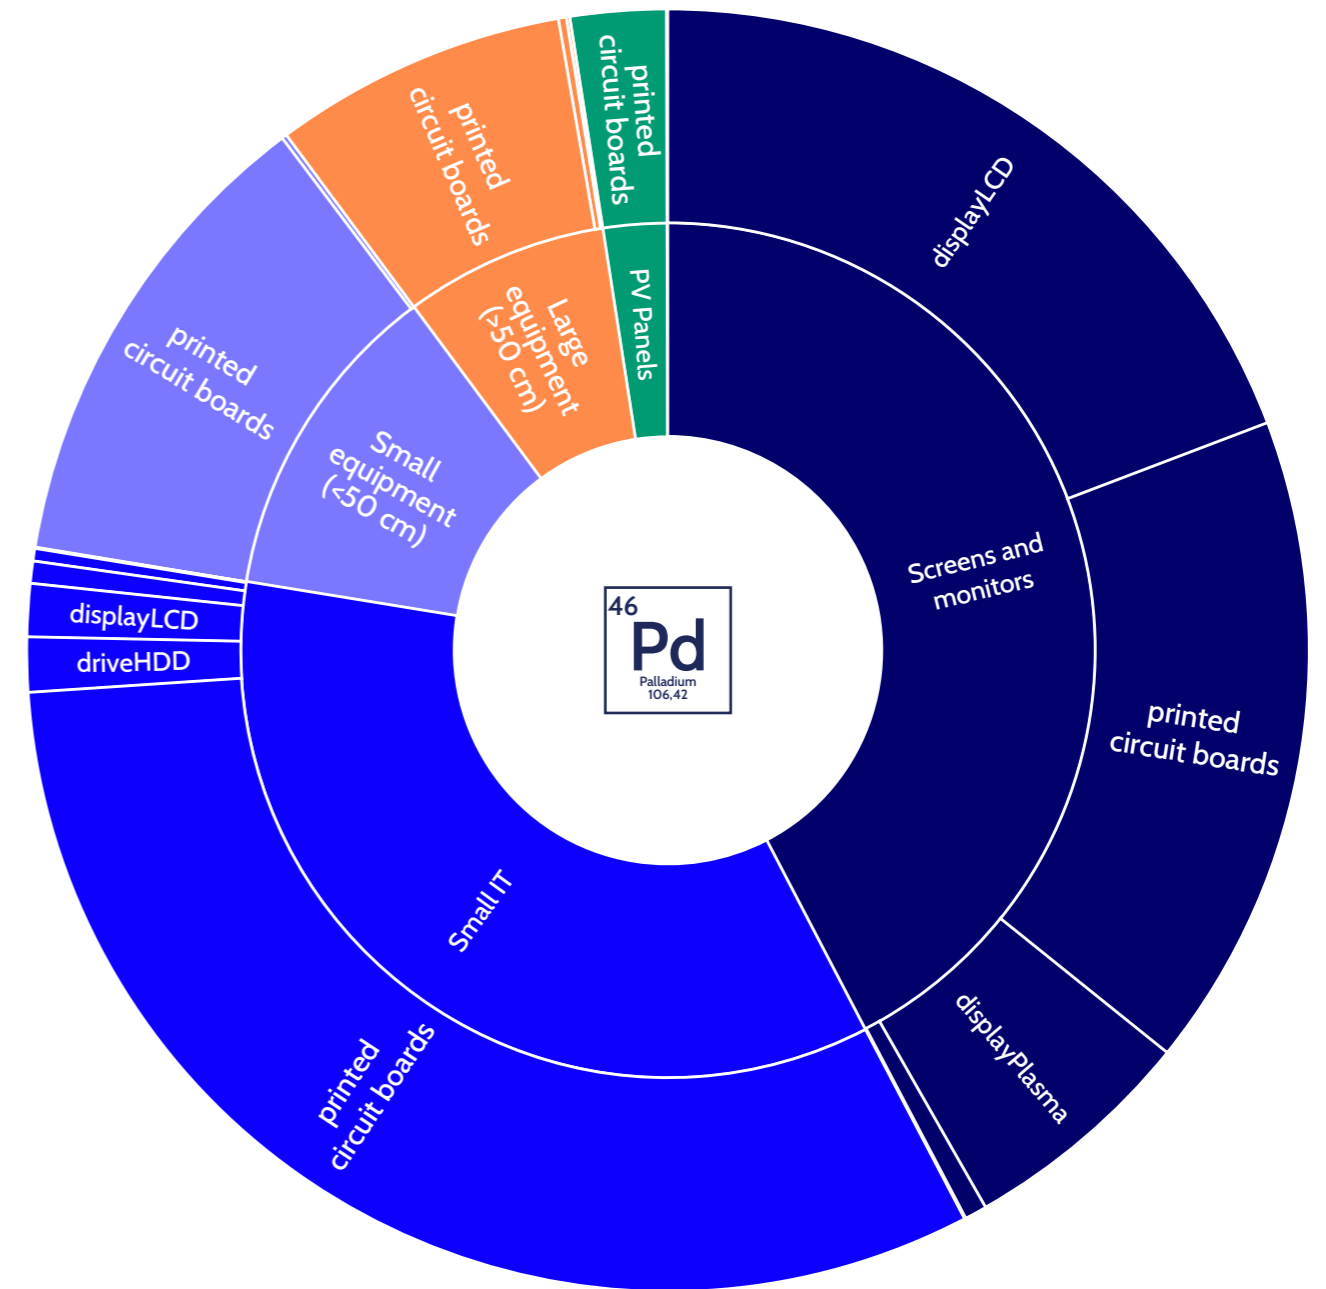 printed
circuit boards
printed
circuit boards
displayLCD
PV Panels
Large
equipment
(>50 cm)
printed
circuit boards
Small
equipment
(<50 cm)
Screens and
monitors
46
Pd
Palladium
106,42
displayLCD
driveHDD
printed
circuit boards
Small IT
displayPlasma
printed
circuit boards